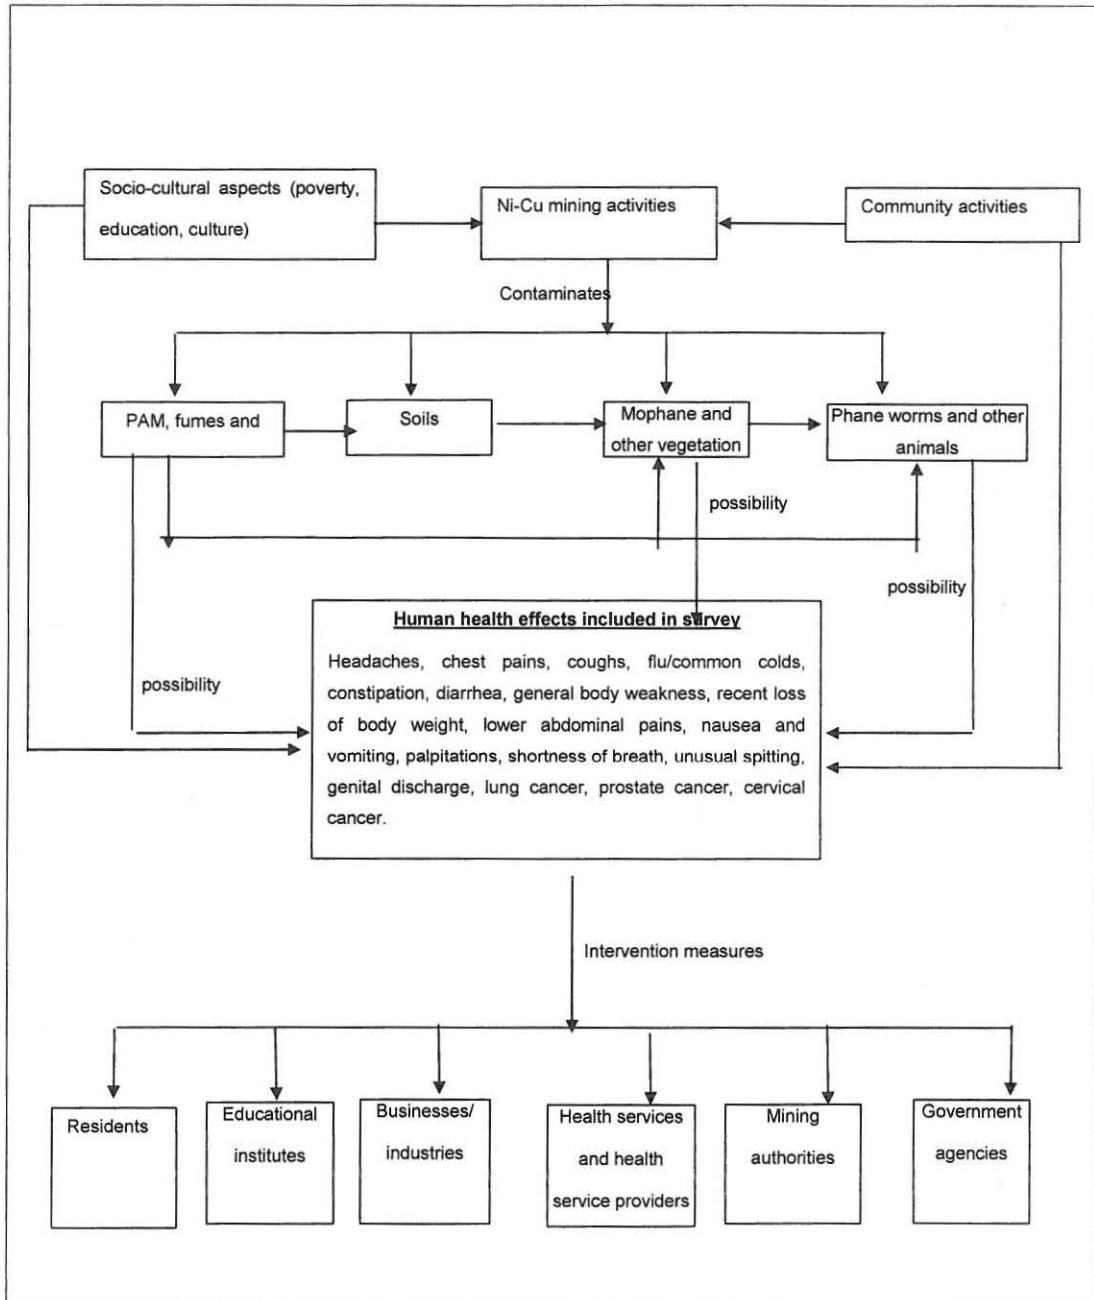 Socio-cultural aspects (poverty,
education, culture)
Ni-Cu mining activities
Community activities
Contaminates
PAM, fumes and
Soils
Mophane and
other vegetation
Phane worms and other
animals
possibility
possibility
Human health effects included in survey
Headaches, chest pains, coughs, flu/common colds,
constipation, diarrhea, general body weakness, recent loss
of body weight, lower abdominal pains, nausea and
vomiting, palpitations, shortness of breath, unusual spitting,
genital discharge, lung cancer, prostate cancer, cervical
cancer.
possibility
Intervention measures
Residents
Educational
institutes
Businesses/
industries
Health services
and health
service providers
Mining
authorities
Government
agencies